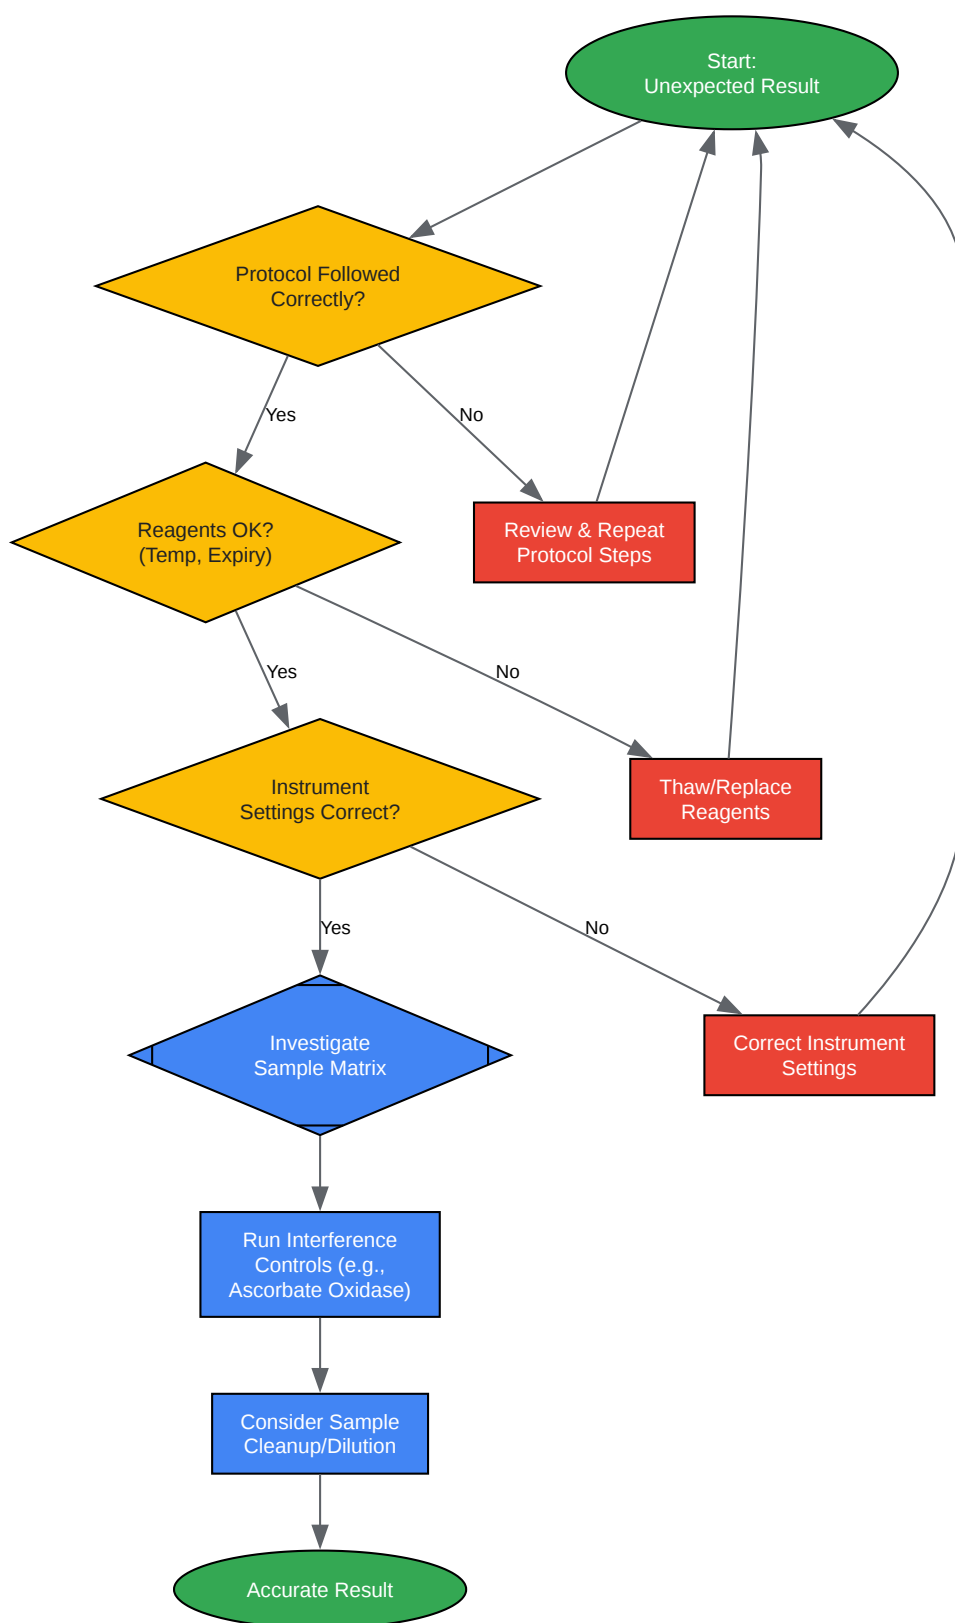 Start:
Unexpected Result
Protocol Followed
Correctly?
Yes
No
Reagents OK?
(Temp, Expiry)
Review & Repeat
Protocol Steps
Yes
No
Instrument
Settings Correct?
Thaw/Replace
Reagents
Yes
No
Investigate
Sample Matrix
Correct Instrument
Settings
Run Interference
Controls (e.g.,
Ascorbate Oxidase)
Consider Sample
Cleanup/Dilution
Accurate Result